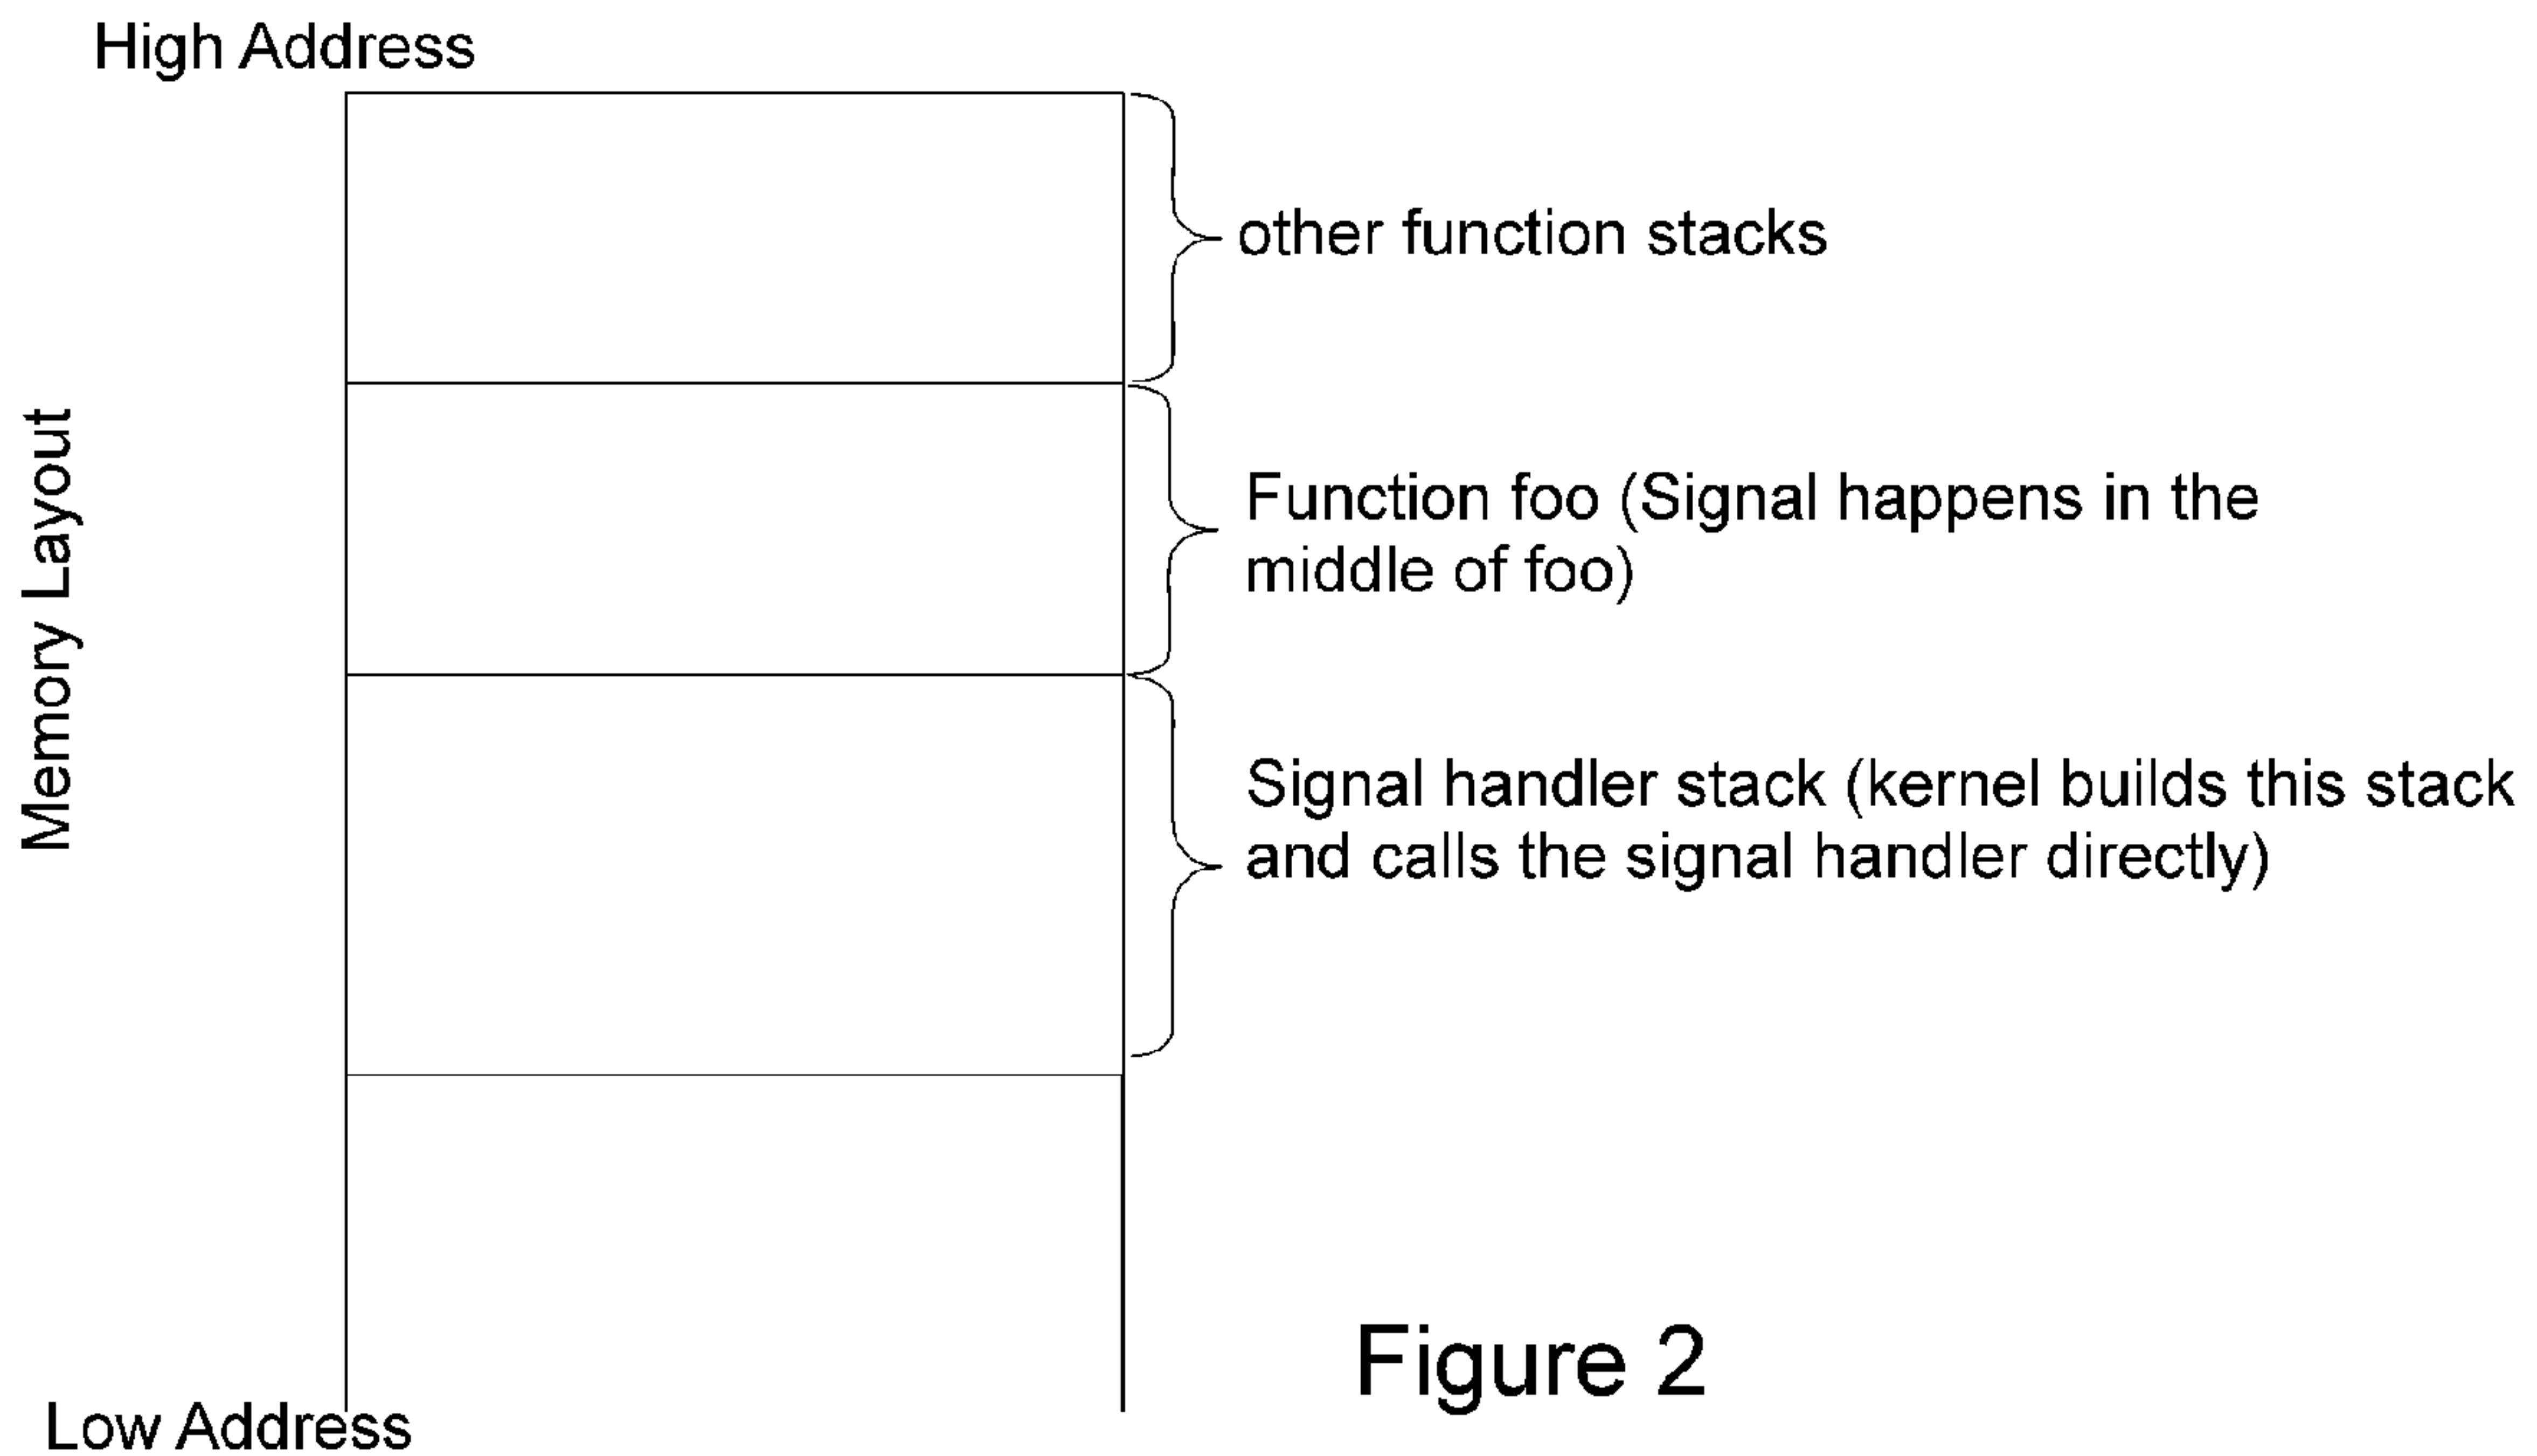 High Address
other function stacks
Memory Layout
Function foo (Signal happens in the
middle of foo)
Signal handler stack (kernel builds this stack
and calls the signal handler directly)
Figure 2
Low Address